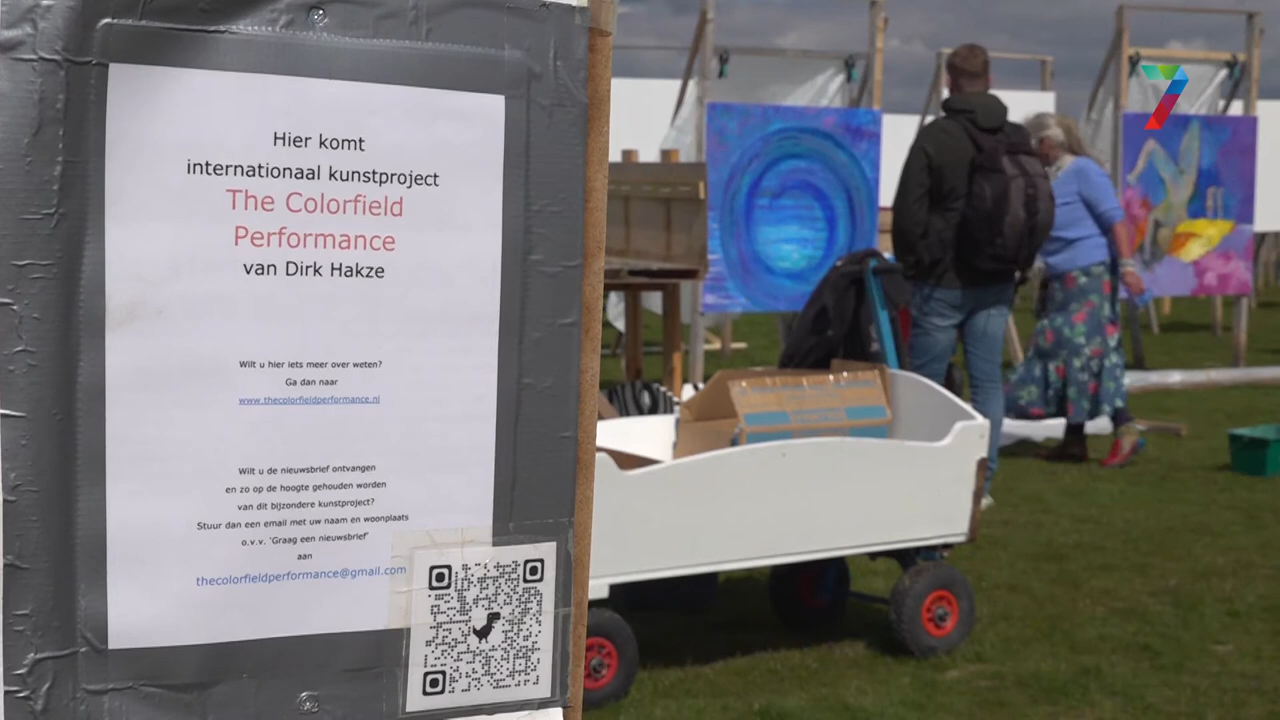 Hier komt
internationaal kunstproject
The Colorfield
Performance
van Dirk Hakze
Wilt u hier iets meer over weten?
Ga dan naar
www.thecolorfieldperformance.nl
Wilt u de nieuwsbrief ontvangen
en zo op de hoogte gehouden worden
van dit bijzondere kunstproject?
Stuur dan een email met uw naam en woonplaats
o.v.v. 'Graag een nieuwsbrief'
aan
thecolorfieldperformance@gmail.com
7